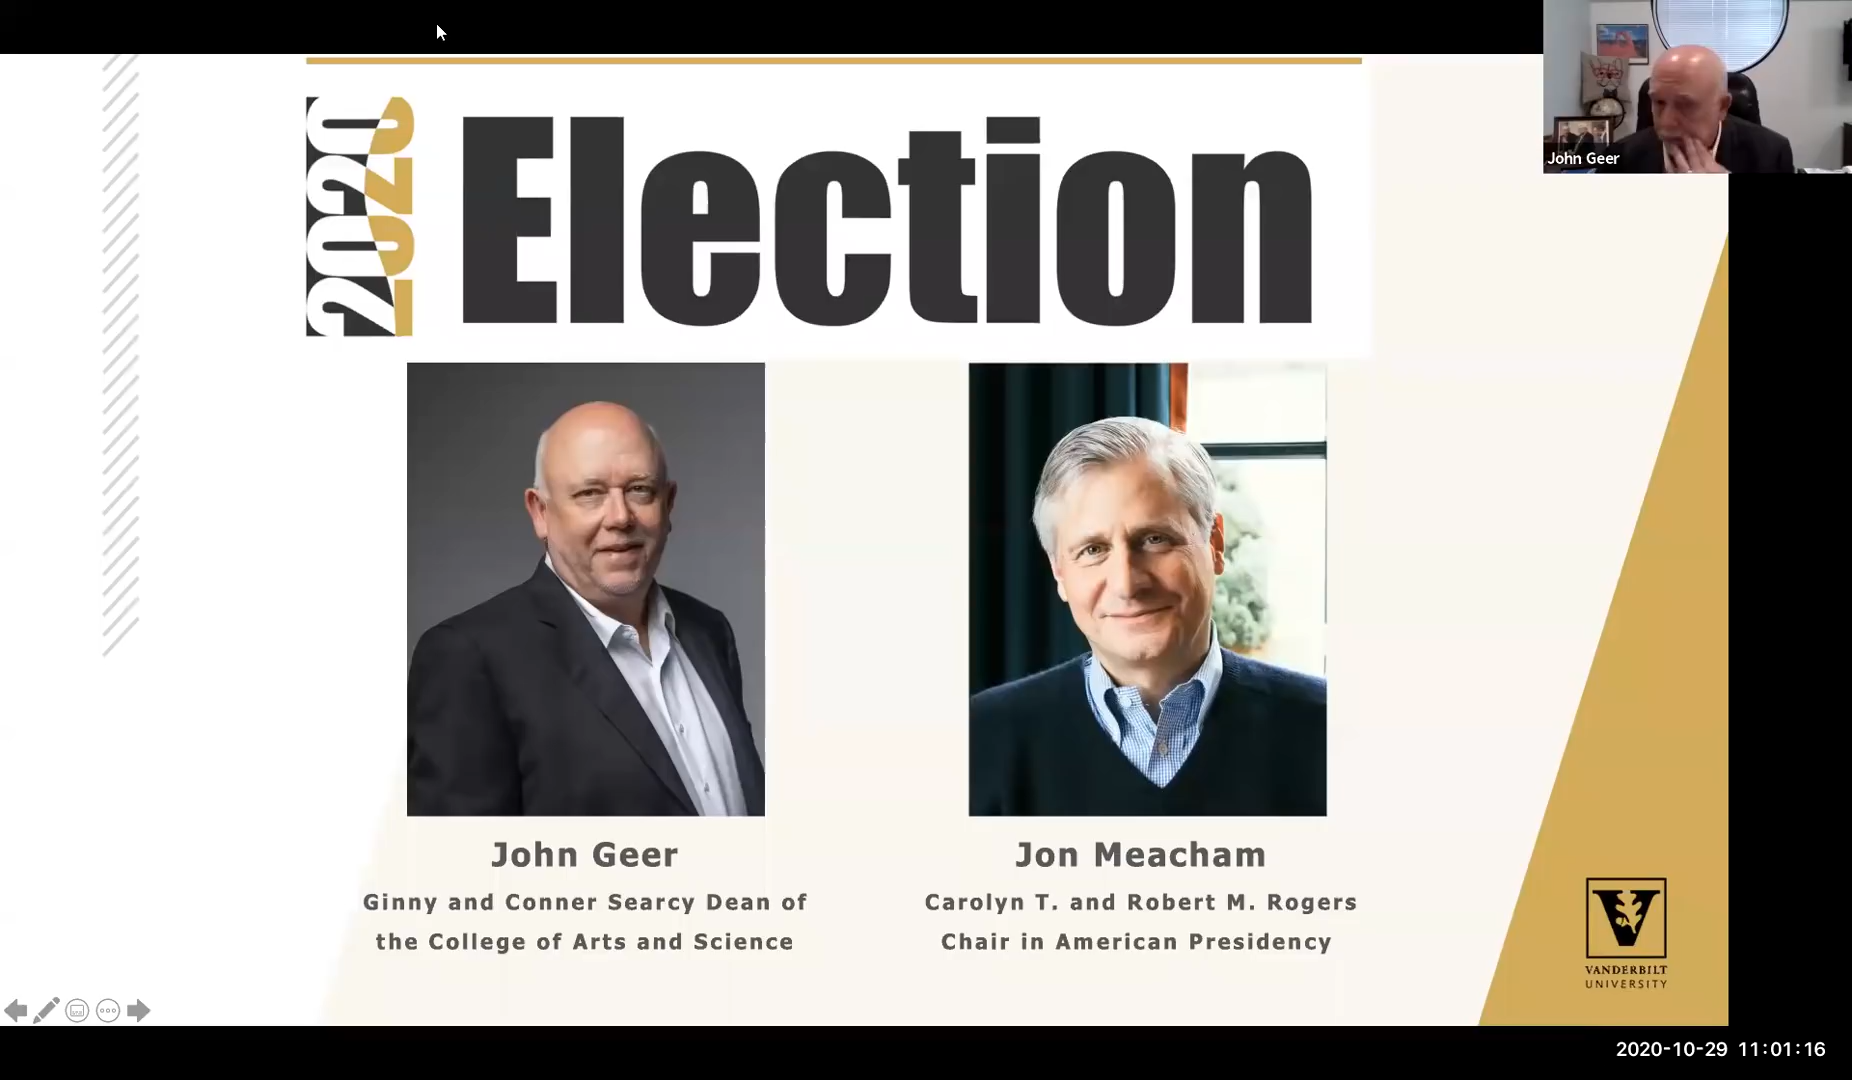 2020
Election
John Geer
John Geer
Ginny and Conner Searcy Dean of
the College of Arts and Science
Jon Meacham
Carolyn T. and Robert M. Rogers
Chair in American Presidency
V
VANDERBILT
UNIVERSITY
2020-10-29 11:01:16